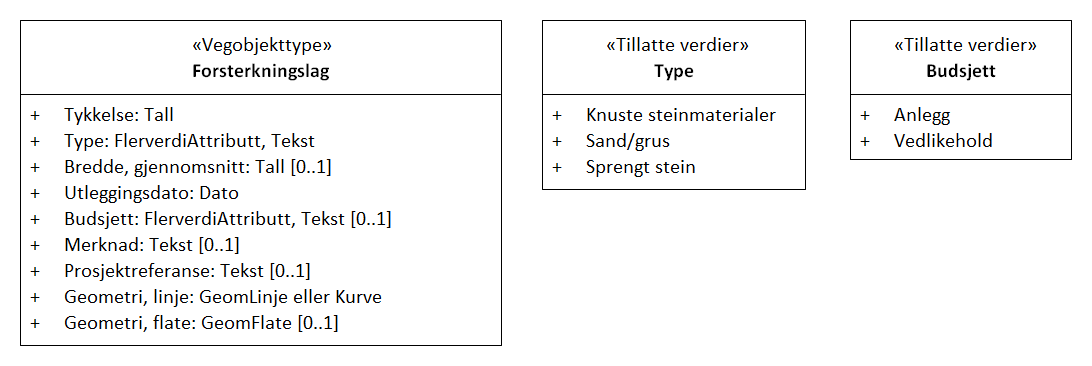 «Vegobjekttype»
Forsterkningslag
+ Tykkelse: Tall
+ Type: FlerverdiAttributt, Tekst
+ Bredde, gjennomsnitt: Tall [0..1]
+ Utleggingsdato: Dato
+ Budsjett: FlerverdiAttributt, Tekst [0..1]
+ Merknad: Tekst [0..1]
+ Prosjektreferanse: Tekst [0..1]
+ Geometri, linje: GeomLinje eller Kurve
+ Geometri, flate: GeomFlate [0..1]
«Tillatte verdier»
Type
+ Knuste steinmaterialer
+ Sand/grus
+ Sprengt stein
«Tillatte verdier»
Budsjett
+ Anlegg
+ Vedlikehold